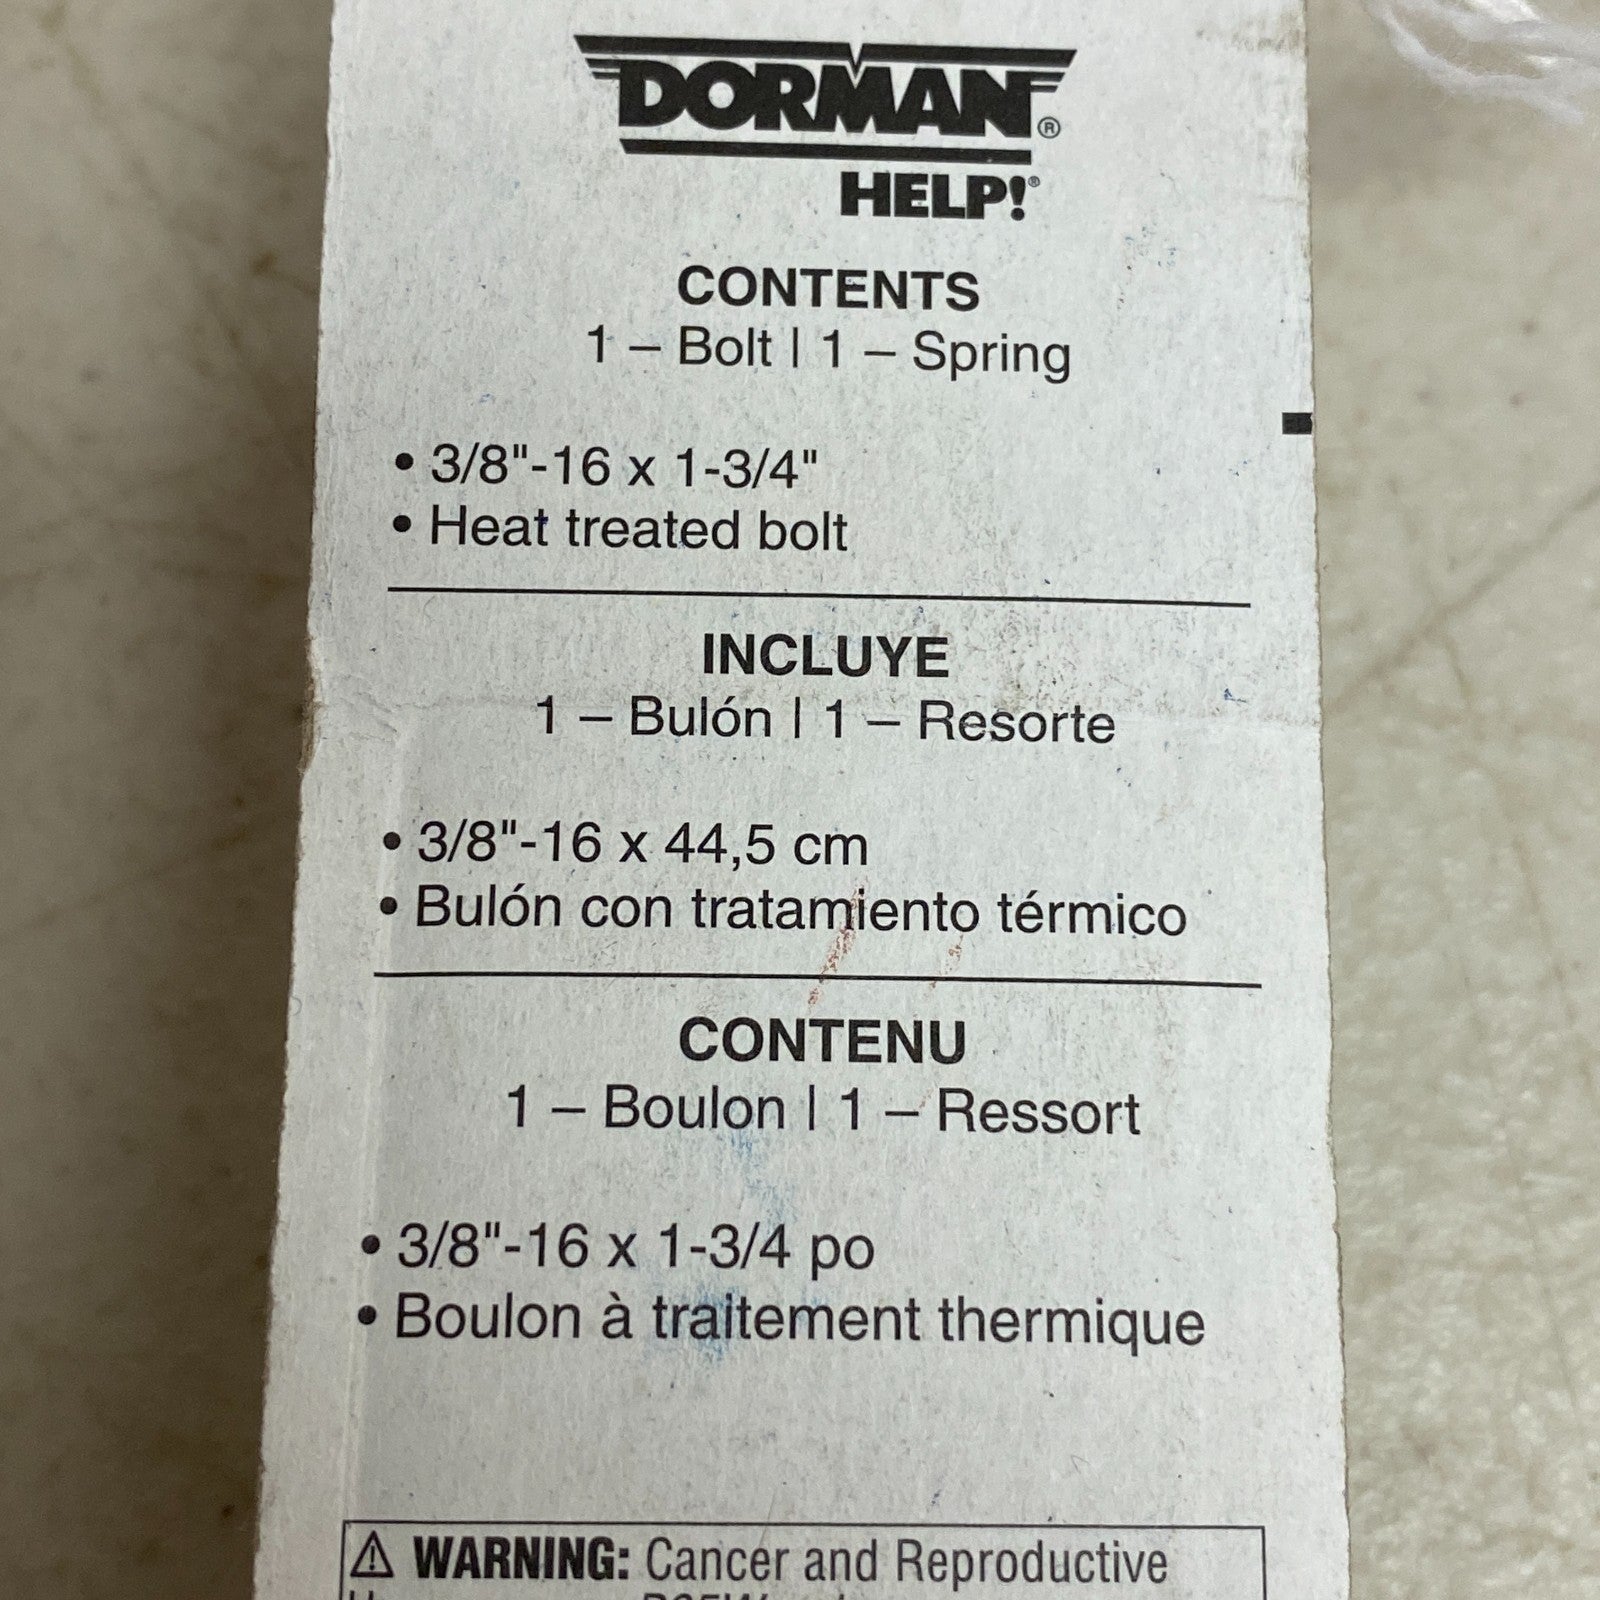 DORMAN®
HELP!®
CONTENTS
1 – Bolt | 1 – Spring
• 3/8"-16 x 1-3/4"
• Heat treated bolt
INCLUYE
1 – Bulón | 1 – Resorte
• 3/8"-16 x 44,5 cm
• Bulón con tratamiento térmico
CONTENU
1 – Boulon | 1 – Ressort
• 3/8"-16 x 1-3/4 po
• Boulon à traitement thermique
⚠ WARNING: Cancer and Reproductive